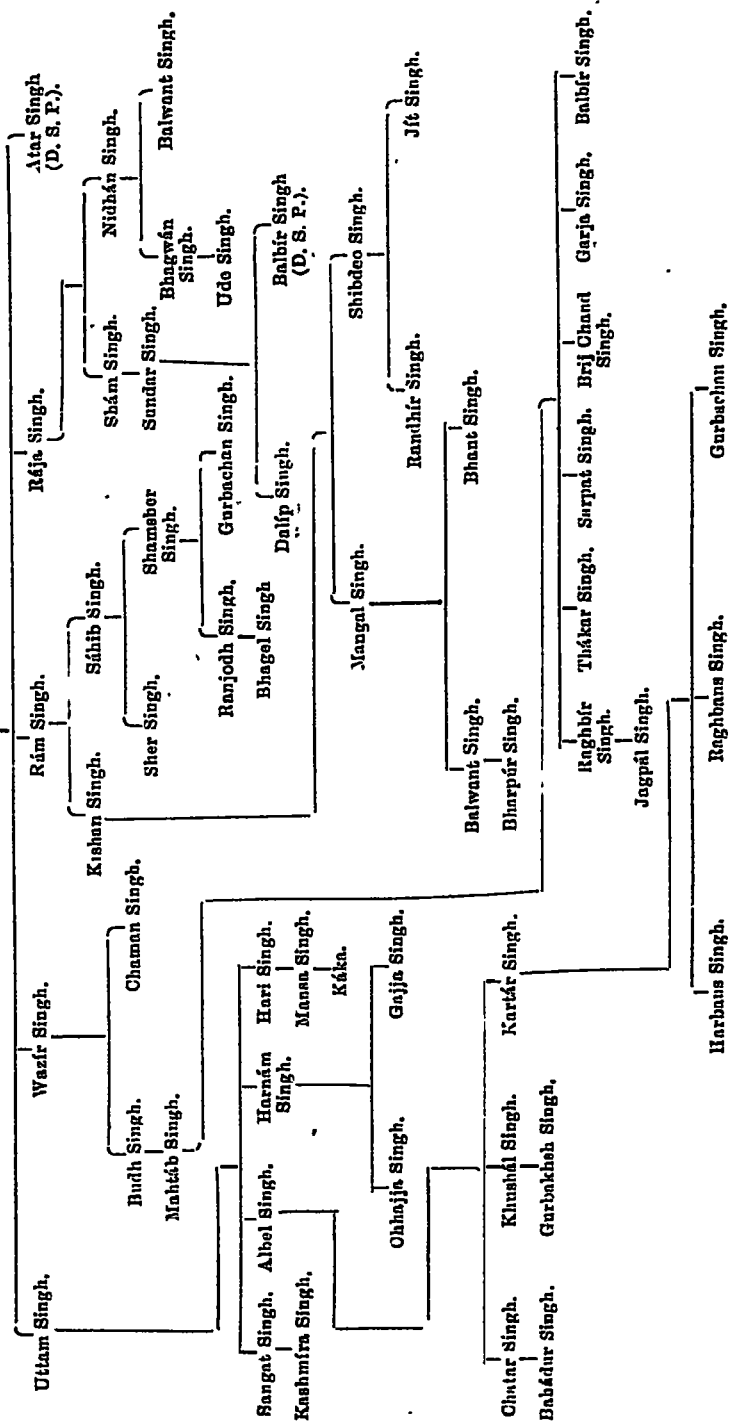 Uttam Singh.
Wazír Singh.
Rám Singh.
Rája Singh.
Atar Singh
(D. S. P.).
Budh Singh.
Chaman Singh.
Mahtáb Singh.
Kishan Singh.
Sáhib Singh.
Shám Singh.
Nidhán Singh.
Sundar Singh.
Bhagwán
Singh.
Balwant Singh.
Ude Singh.
Sher Singh.
Shamsher
Singh.
Ranjodh Singh.
Gurbachan Singh.
Bhagel Singh
Dalíp Singh.
Balbír Singh
(D. S. P.).
Sangat Singh.
Albel Singh.
Harnám
Singh.
Hari Singh.
Kashmíra Singh.
Mansa Singh.
Káka.
Chhajja Singh.
Gajja Singh.
Mangal Singh.
Shibdeo Singh.
Randhír Singh.
Jít Singh.
Balwant Singh.
Bhant Singh.
Bharpúr Singh.
Chatar Singh.
Khushál Singh.
Kartár Singh.
Bahádur Singh.
Gurbakhsh Singh.
Raghbír
Singh.
Thákar Singh.
Surpat Singh.
Brij Chand
Singh.
Garja Singh.
Balbír Singh.
Jagpál Singh.
Harbans Singh.
Raghbans Singh.
Gurbachan Singh.